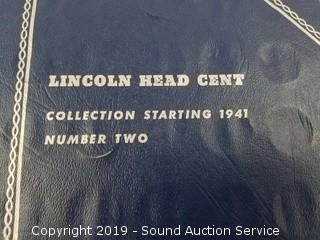 LINCOLN HEAD CENT
COLLECTION STARTING 1941
NUMBER TWO
Copyright 2019 - Sound Auction Service